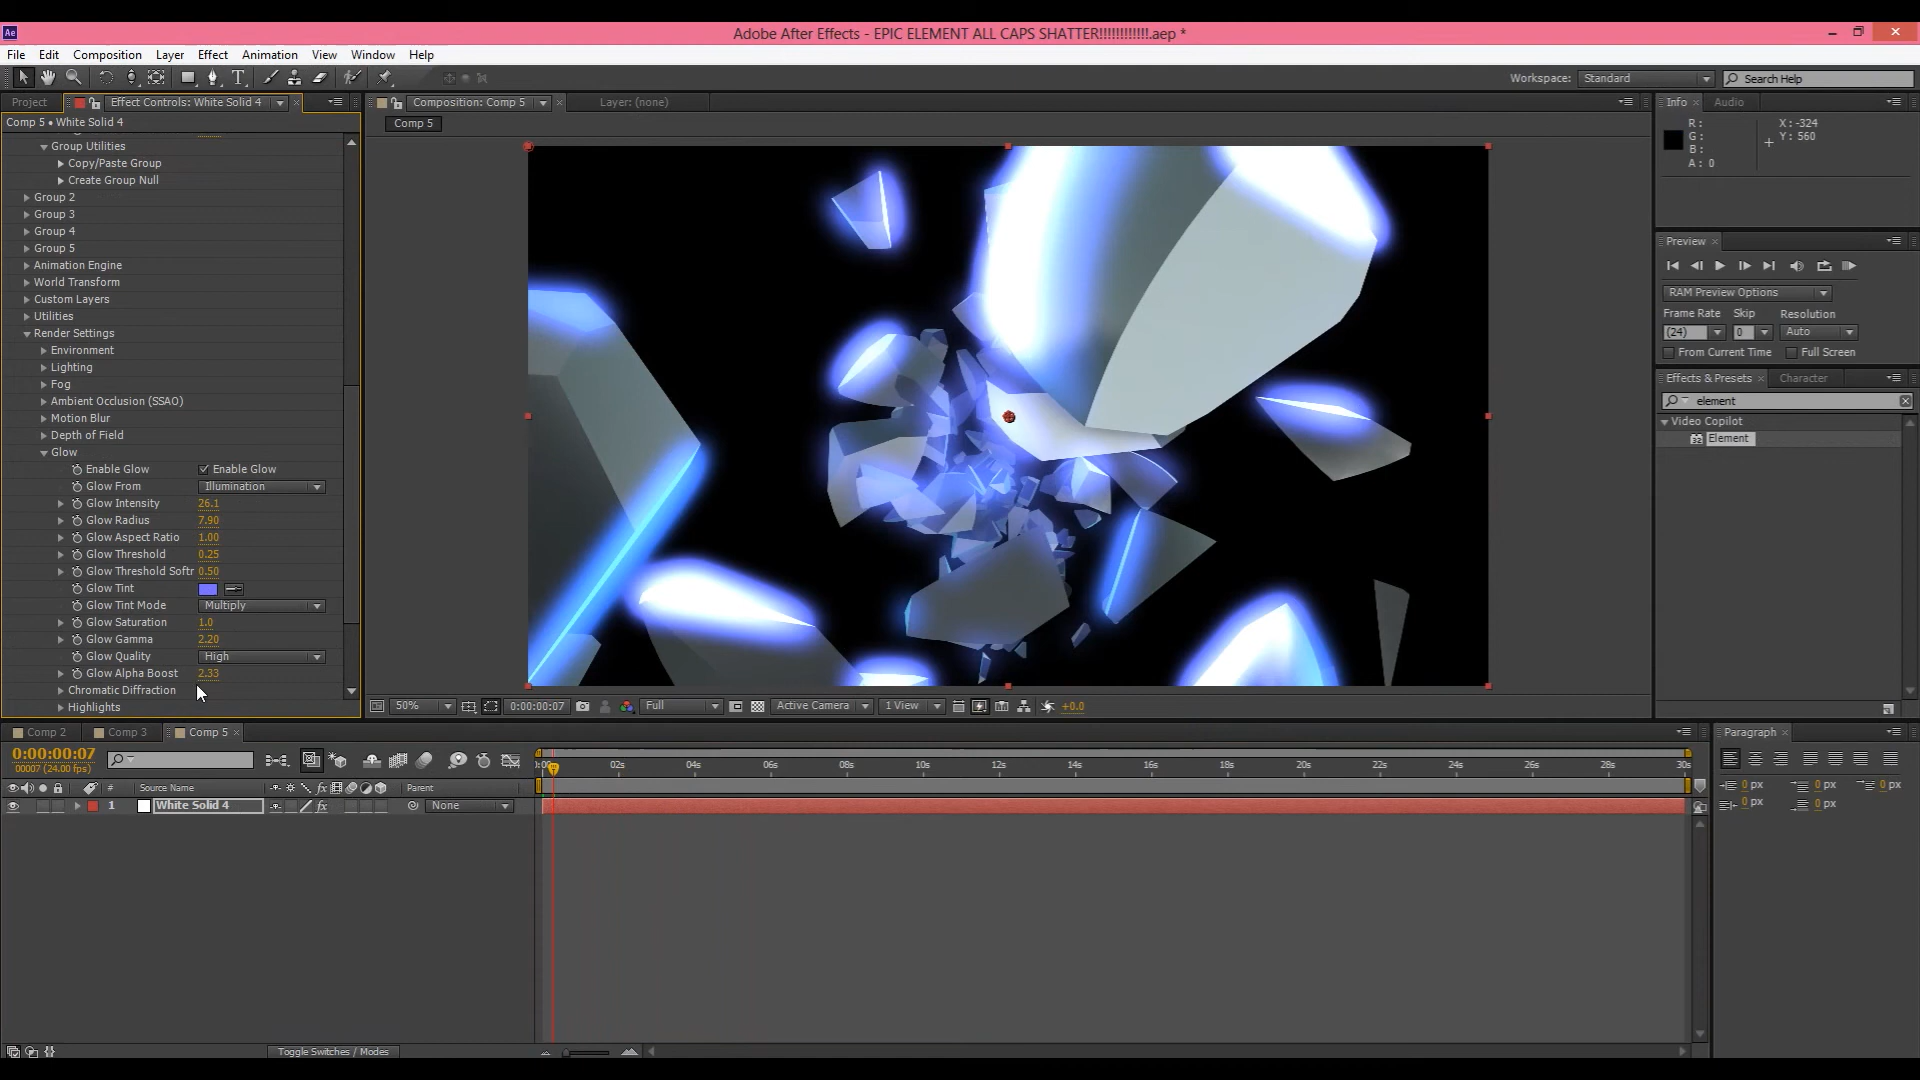 Ae
Adobe After Effects - EPIC ELEMENT ALL CAPS SHATTER!!!!!!!!!!!!.aep *
File Edit Composition Layer Effect Animation View Window Help
Workspace: Standard Search Help
Project Effect Controls: White Solid 4 Composition: Comp 5 Layer: (none) Info Audio
Comp 5 • White Solid 4
Comp 5
R :
G :
B :
A : 0
X : -324
Y : 560
Group Utilities
Copy/Paste Group
Create Group Null
Group 2
Group 3
Group 4
Group 5
Animation Engine
World Transform
Custom Layers
Utilities
Render Settings
Environment
Lighting
Fog
Ambient Occlusion (SSAO)
Motion Blur
Depth of Field
Glow
Enable Glow Enable Glow
Glow From Illumination
Glow Intensity 26.1
Glow Radius 7.90
Glow Aspect Ratio 1.00
Glow Threshold 0.25
Glow Threshold Softr 0.50
Glow Tint
Glow Tint Mode Multiply
Glow Saturation 1.0
Glow Gamma 2.20
Glow Quality High
Glow Alpha Boost 2.33
Chromatic Diffraction
Highlights
Preview
RAM Preview Options
Frame Rate Skip Resolution
(24) 0 Auto
From Current Time Full Screen
Effects & Presets Character
element
Video Copilot
32
Element
50% 0:00:00:07 Full Active Camera 1 View +0.0
Comp 2 Comp 3 Comp 5
Paragraph
0:00:00:07
00007 (24.00 fps)
02s 04s 06s 08s 10s 12s 14s 16s 18s 20s 22s 24s 26s 28s 30s
# Source Name fx Parent
1 White Solid 4 fx None
0 px 0 px 0 px
0 px 0 px
Toggle Switches / Modes